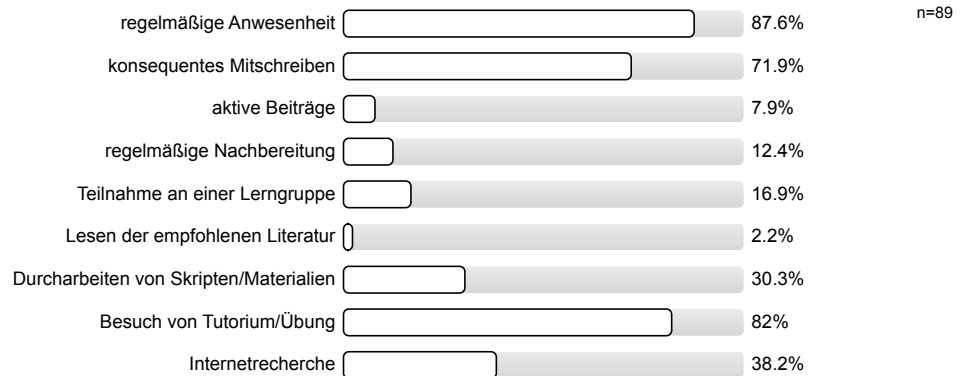 regelmäßige Anwesenheit 87.6% n=89
konsequentes Mitschreiben 71.9%
aktive Beiträge 7.9%
regelmäßige Nachbereitung 12.4%
Teilnahme an einer Lerngruppe 16.9%
Lesen der empfohlenen Literatur 2.2%
Durcharbeiten von Skripten/Materialien 30.3%
Besuch von Tutorium/Übung 82%
Internetrecherche 38.2%